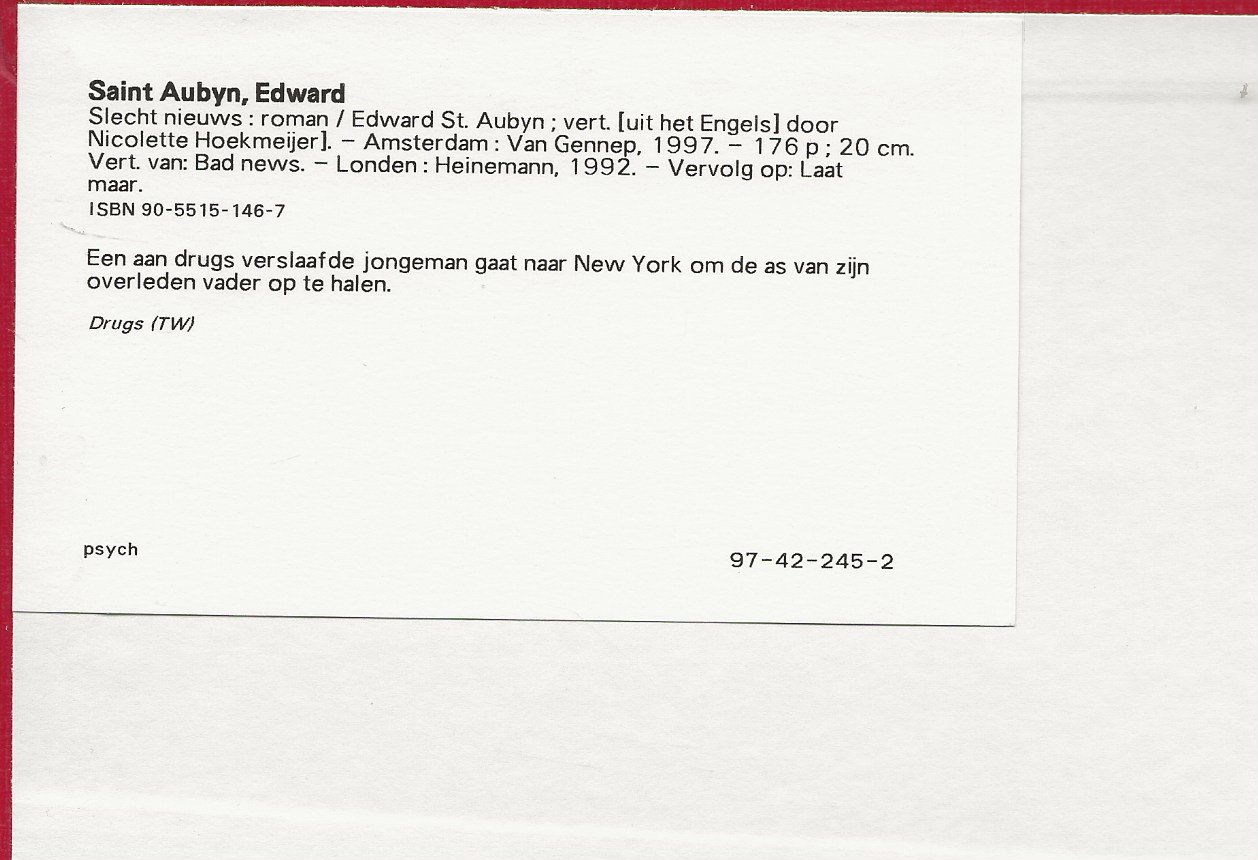 Saint Aubyn, Edward
Slecht nieuws : roman / Edward St. Aubyn ; vert. [uit het Engels] door
Nicolette Hoekmeijer]. – Amsterdam : Van Gennep, 1997. – 176 p ; 20 cm.
Vert. van: Bad news. – Londen : Heinemann, 1992. – Vervolg op: Laat
maar.
ISBN 90-5515-146-7
Een aan drugs verslaafde jongeman gaat naar New York om de as van zijn
overleden vader op te halen.
Drugs (TW)
psych
97-42-245-2